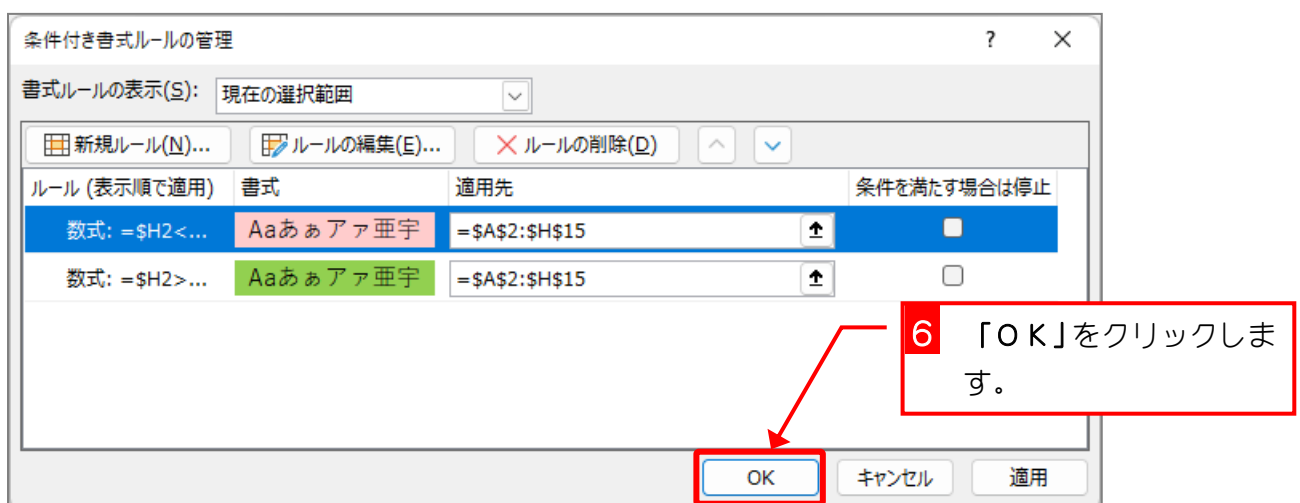 条件付き書式ルールの管理 ? ×
書式ルールの表示(S): 現在の選択範囲
新規ルール(N)... ルールの編集(E)... ルールの削除(D)
ルール (表示順で適用) 書式 適用先 条件を満たす場合は停止
数式: =$H2<... Aaあぁアァ亜宇 =$A$2:$H$15
数式: =$H2>... Aaあぁアァ亜宇 =$A$2:$H$15
6 「ＯＫ」をクリックしま
す。
OK キャンセル 適用